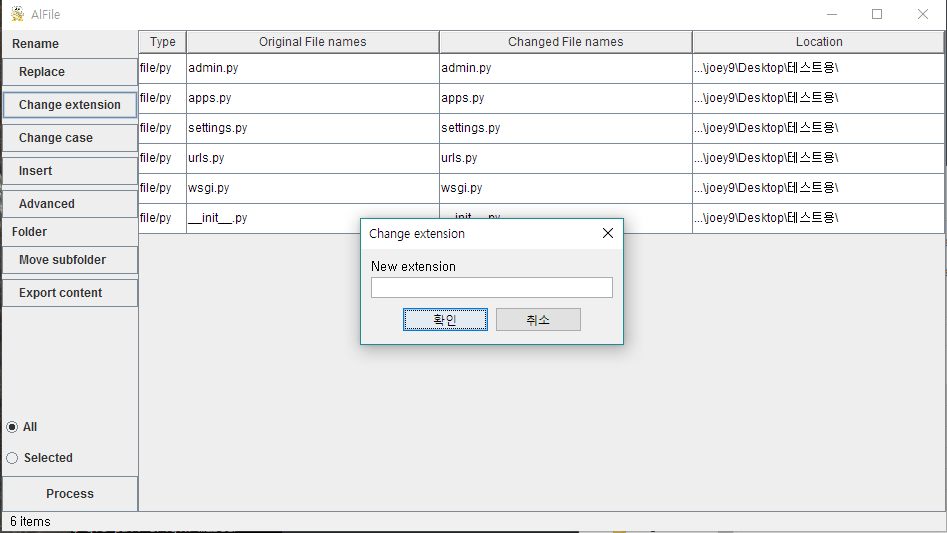 AlFile
Rename
Replace
Change extension
Change case
Insert
Advanced
Folder
Move subfolder
Export content
All
Selected
Process
Type Original File names Changed File names Location
file/py admin.py admin.py ...\joey9\Desktop\테스트용\
file/py apps.py apps.py ...\joey9\Desktop\테스트용\
file/py settings.py settings.py ...\joey9\Desktop\테스트용\
file/py urls.py urls.py ...\joey9\Desktop\테스트용\
file/py wsgi.py wsgi.py ...\joey9\Desktop\테스트용\
file/py __init__.py __init__.py ...\joey9\Desktop\테스트용\
Change extension
New extension
확인 취소
6 items